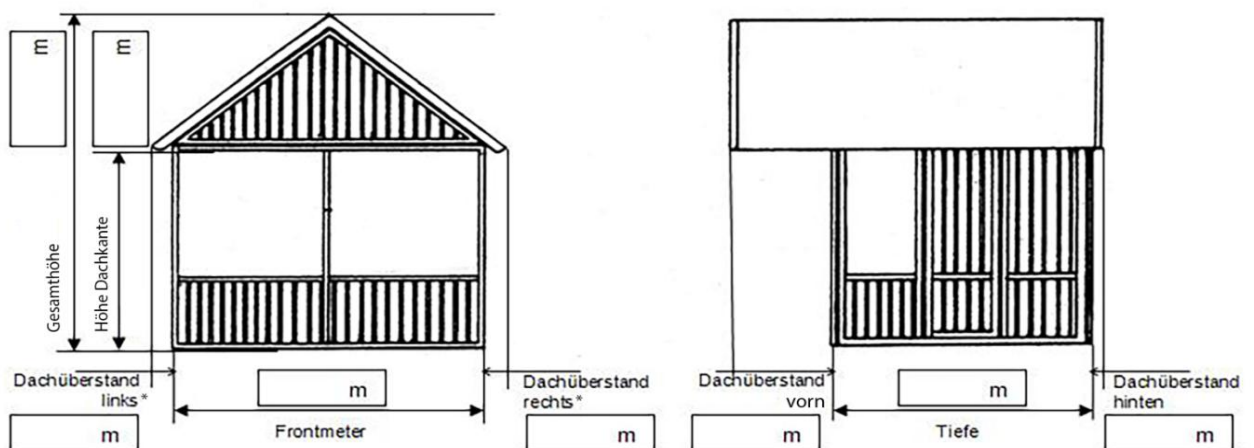 m
m
Gesamthöhe
Höhe Dachkante
Dachüberstand
links*
m
m
Frontmeter
Dachüberstand
rechts*
m
Dachüberstand
vorn
m
m
Tiefe
Dachüberstand
hinten
m